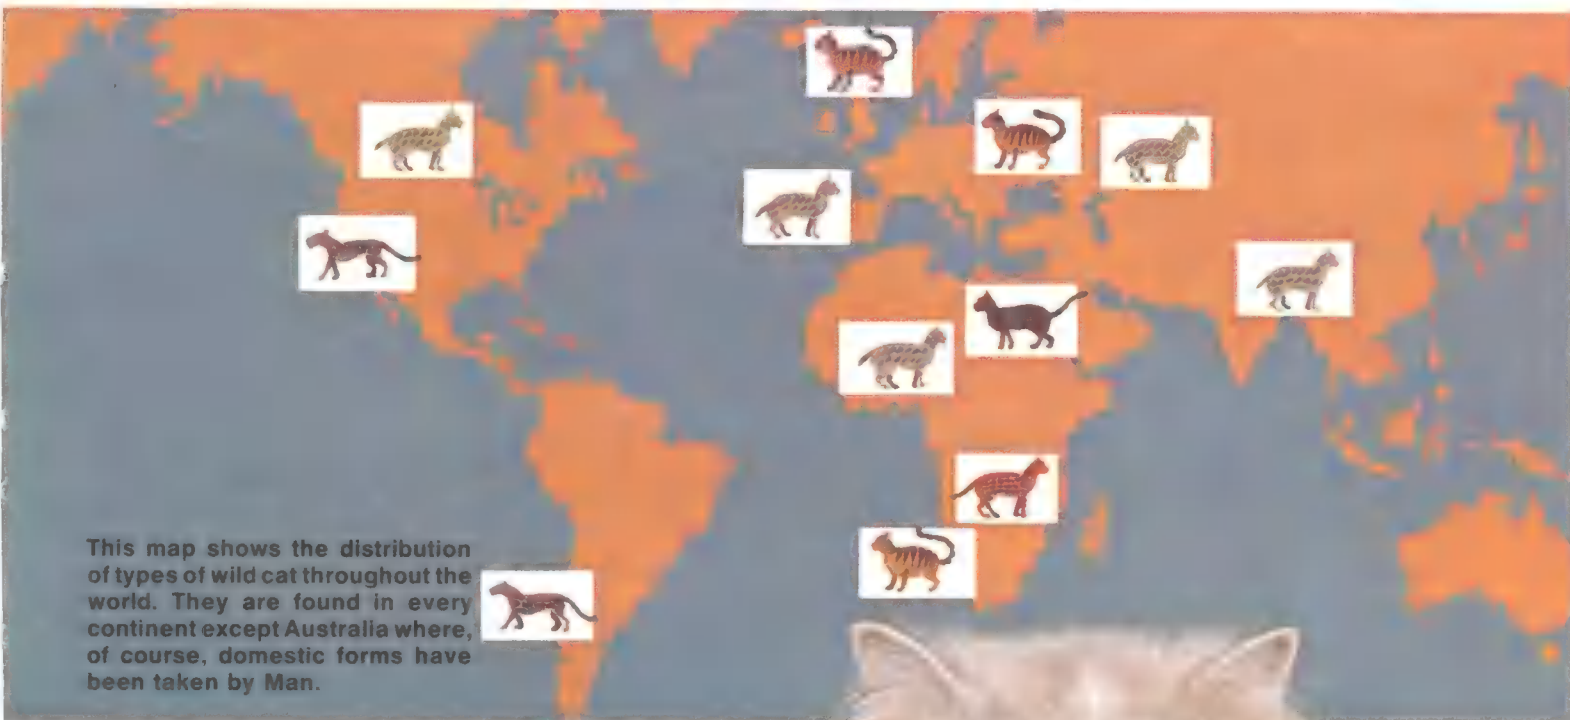 This map shows the distribution
of types of wild cat throughout the
world. They are found in every
continent except Australia where,
of course, domestic forms have
been taken by Man.